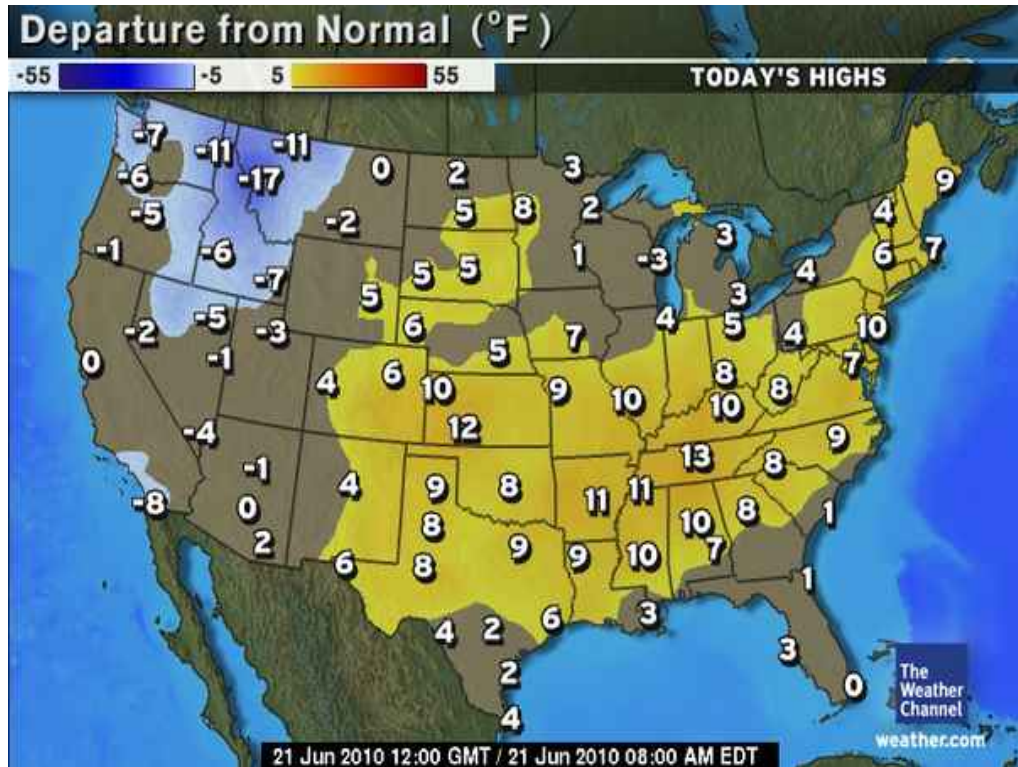 Departure from Normal (°F)
-55 -5 5 55 TODAY'S HIGHS
-7 -11 -11 0 2 3
-6 -17 9
-5 -2 5 8 2 4
-1 -6 1 -3 3 6 7
-7 5 5 5 4
-2 -5 -3 6 7 4 3 5 4 10
0 -1 5 7
4 6 10 9 10 8 10 8
-4 12 9
-1 13 8
-8 0 4 9 8 11 11 8 1
2 8 10 7
6 8 9 9 10 1
4 2 6 3
2 3 0
4
The
Weather
Channel
weather.com
21 Jun 2010 12:00 GMT / 21 Jun 2010 08:00 AM EDT